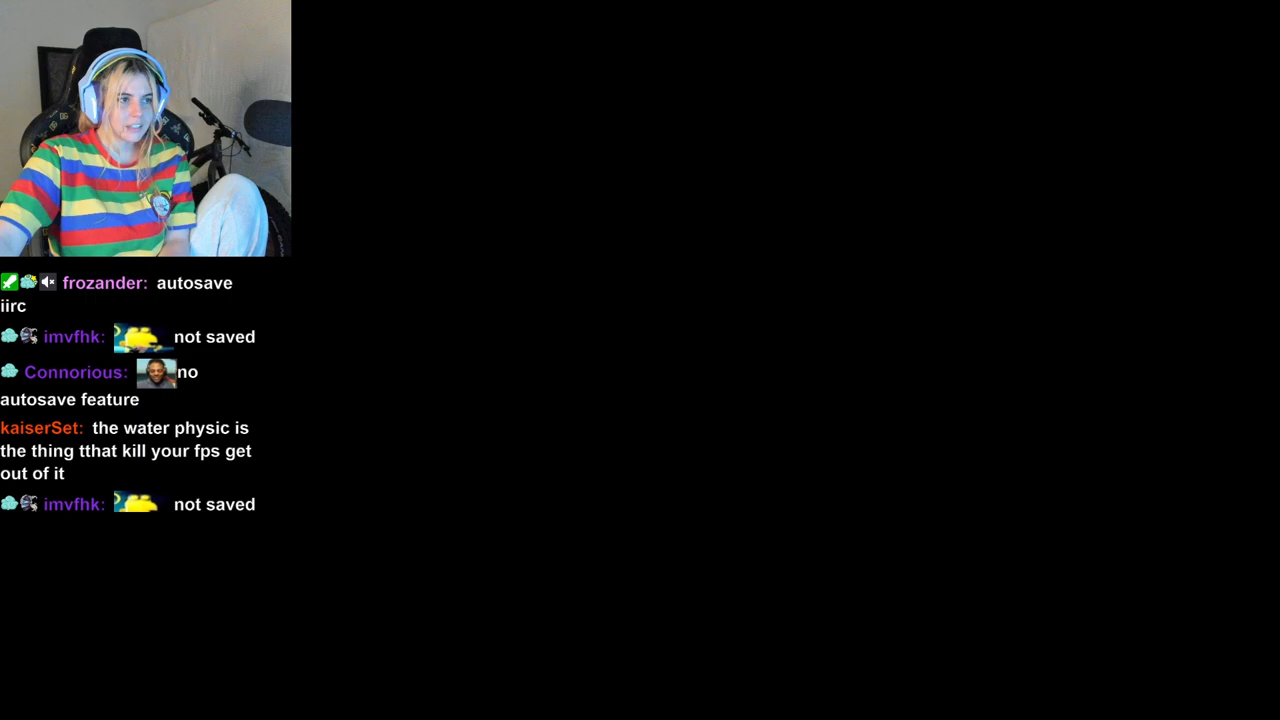 frozander: autosave
iirc
imvfhk: not saved
Connorious: no
autosave feature
kaiserSet: the water physic is
the thing tthat kill your fps get
out of it
imvfhk: not saved